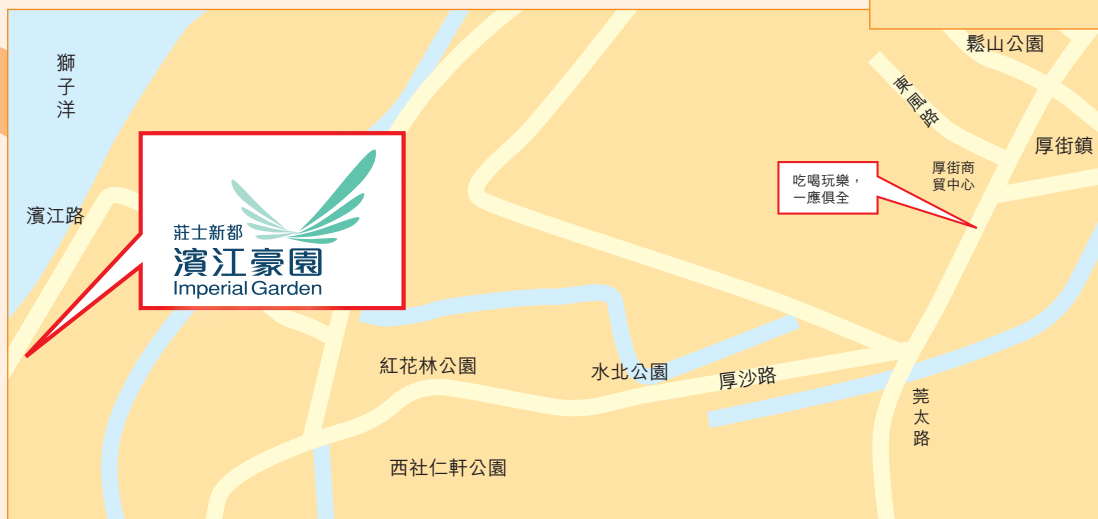 獅子洋
鬆山公園
東風路
厚街鎮
厚街商
貿中心
吃喝玩樂，
一應俱全
濱江路
莊士新都
濱江豪園
Imperial Garden
紅花林公園
水北公園
厚沙路
莞太路
西社仁軒公園